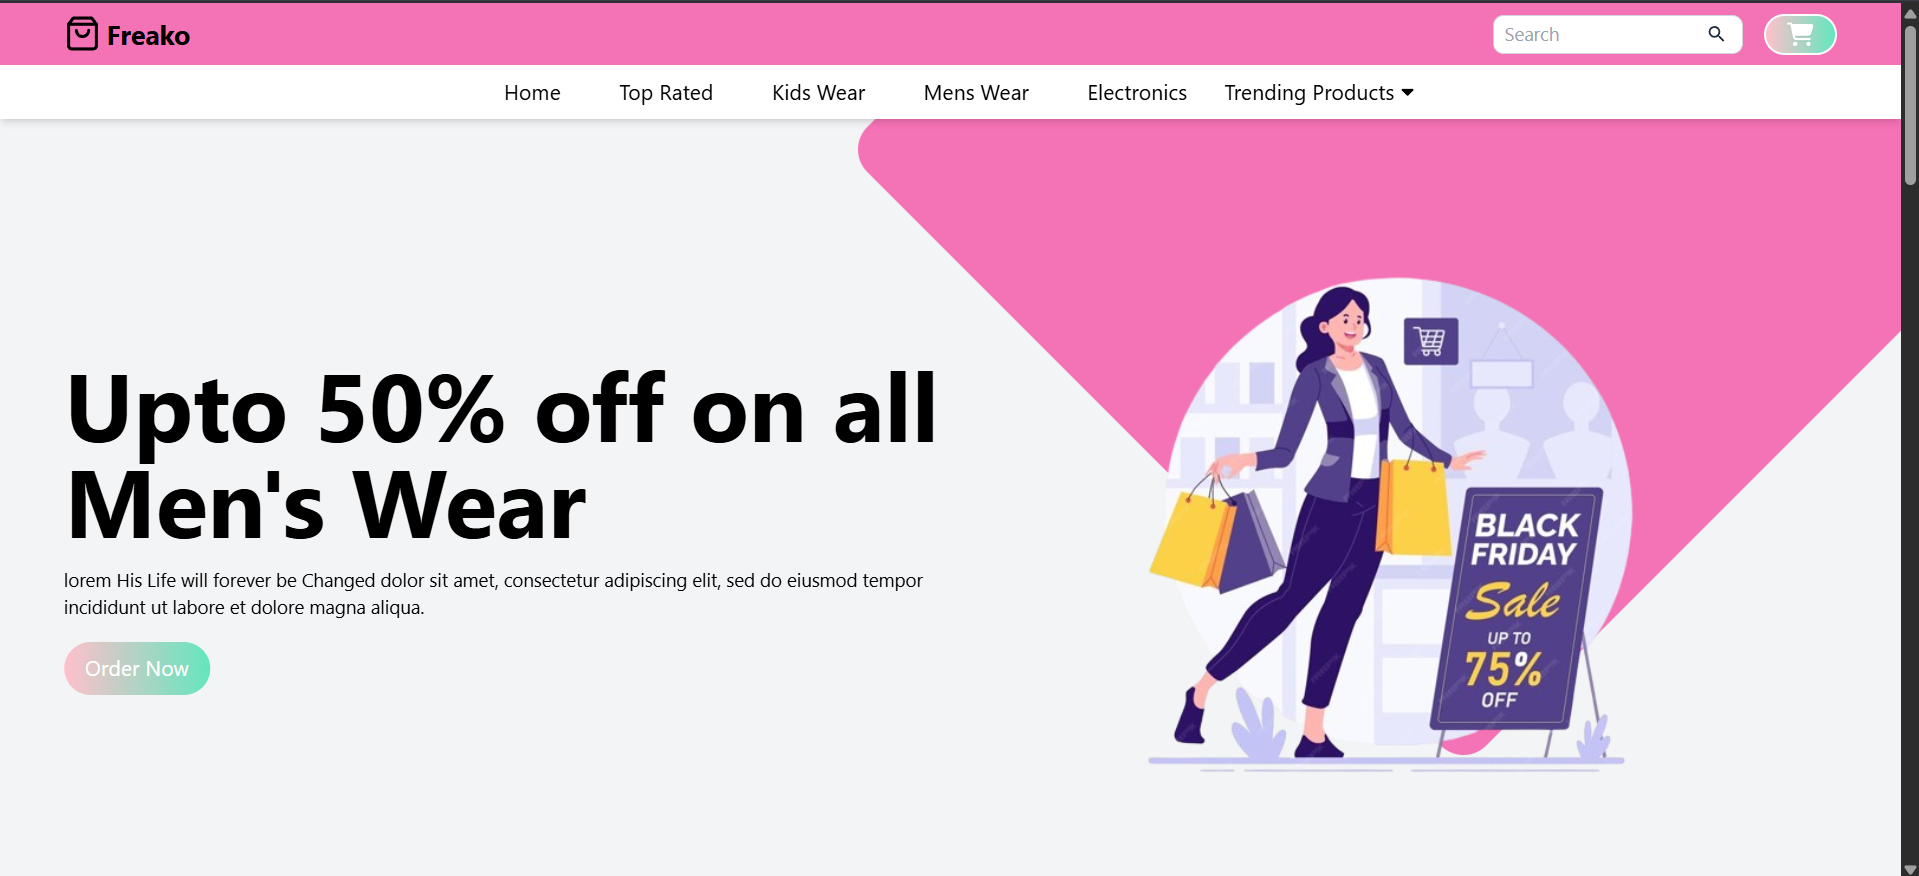 Freako
Search
Home Top Rated Kids Wear Mens Wear Electronics Trending Products
Upto 50% off on all
Men's Wear
lorem His Life will forever be Changed dolor sit amet, consectetur adipiscing elit, sed do eiusmod tempor
incididunt ut labore et dolore magna aliqua.
Order Now
BLACK
FRIDAY
Sale
UP TO
75%
OFF